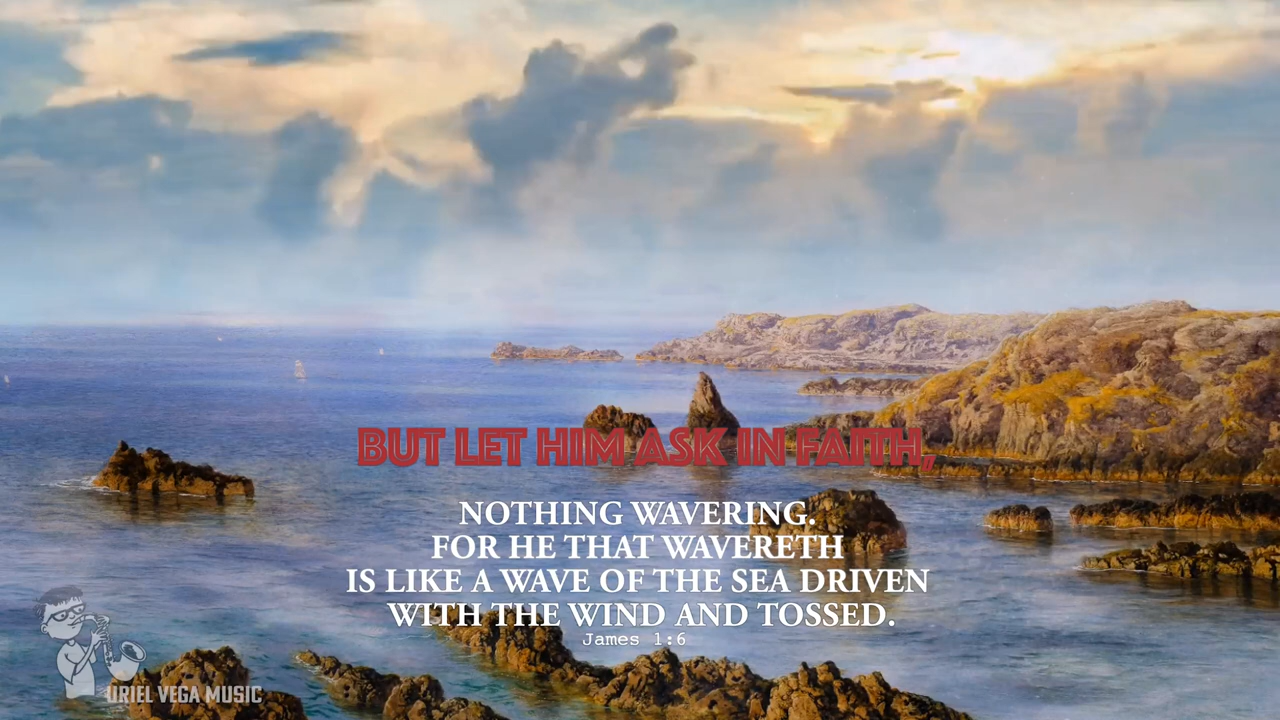 BUT LET HIM ASK IN FAITH,
NOTHING WAVERING.
FOR HE THAT WAVERETH
IS LIKE A WAVE OF THE SEA DRIVEN
WITH THE WIND AND TOSSED.
James 1:6
URIEL VEGA MUSIC